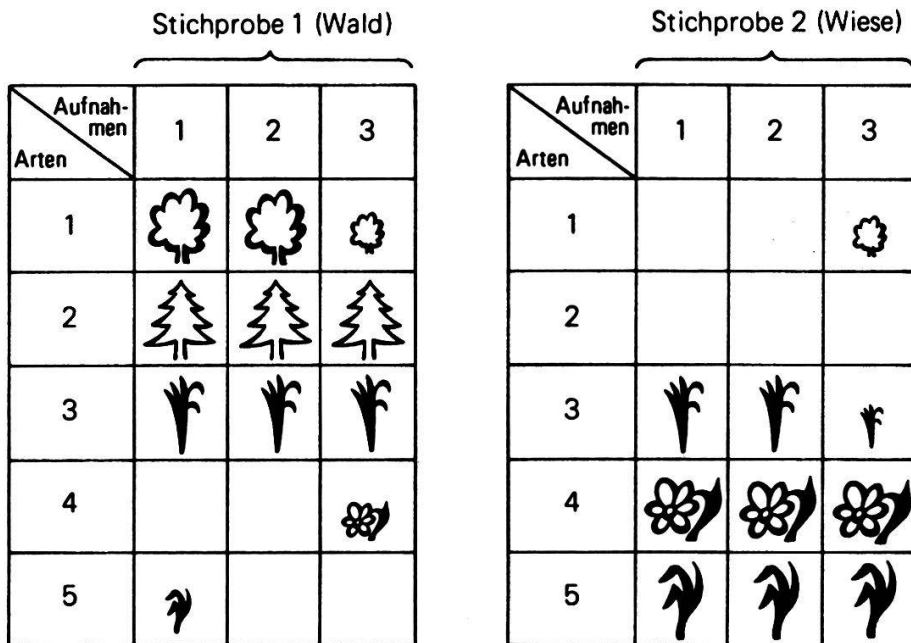 Stichprobe 1 (Wald)
Aufnah-
men
Arten
1 2 3
1
2
3
4
5
Stichprobe 2 (Wiese)
Aufnah-
men
Arten
1 2 3
1
2
3
4
5